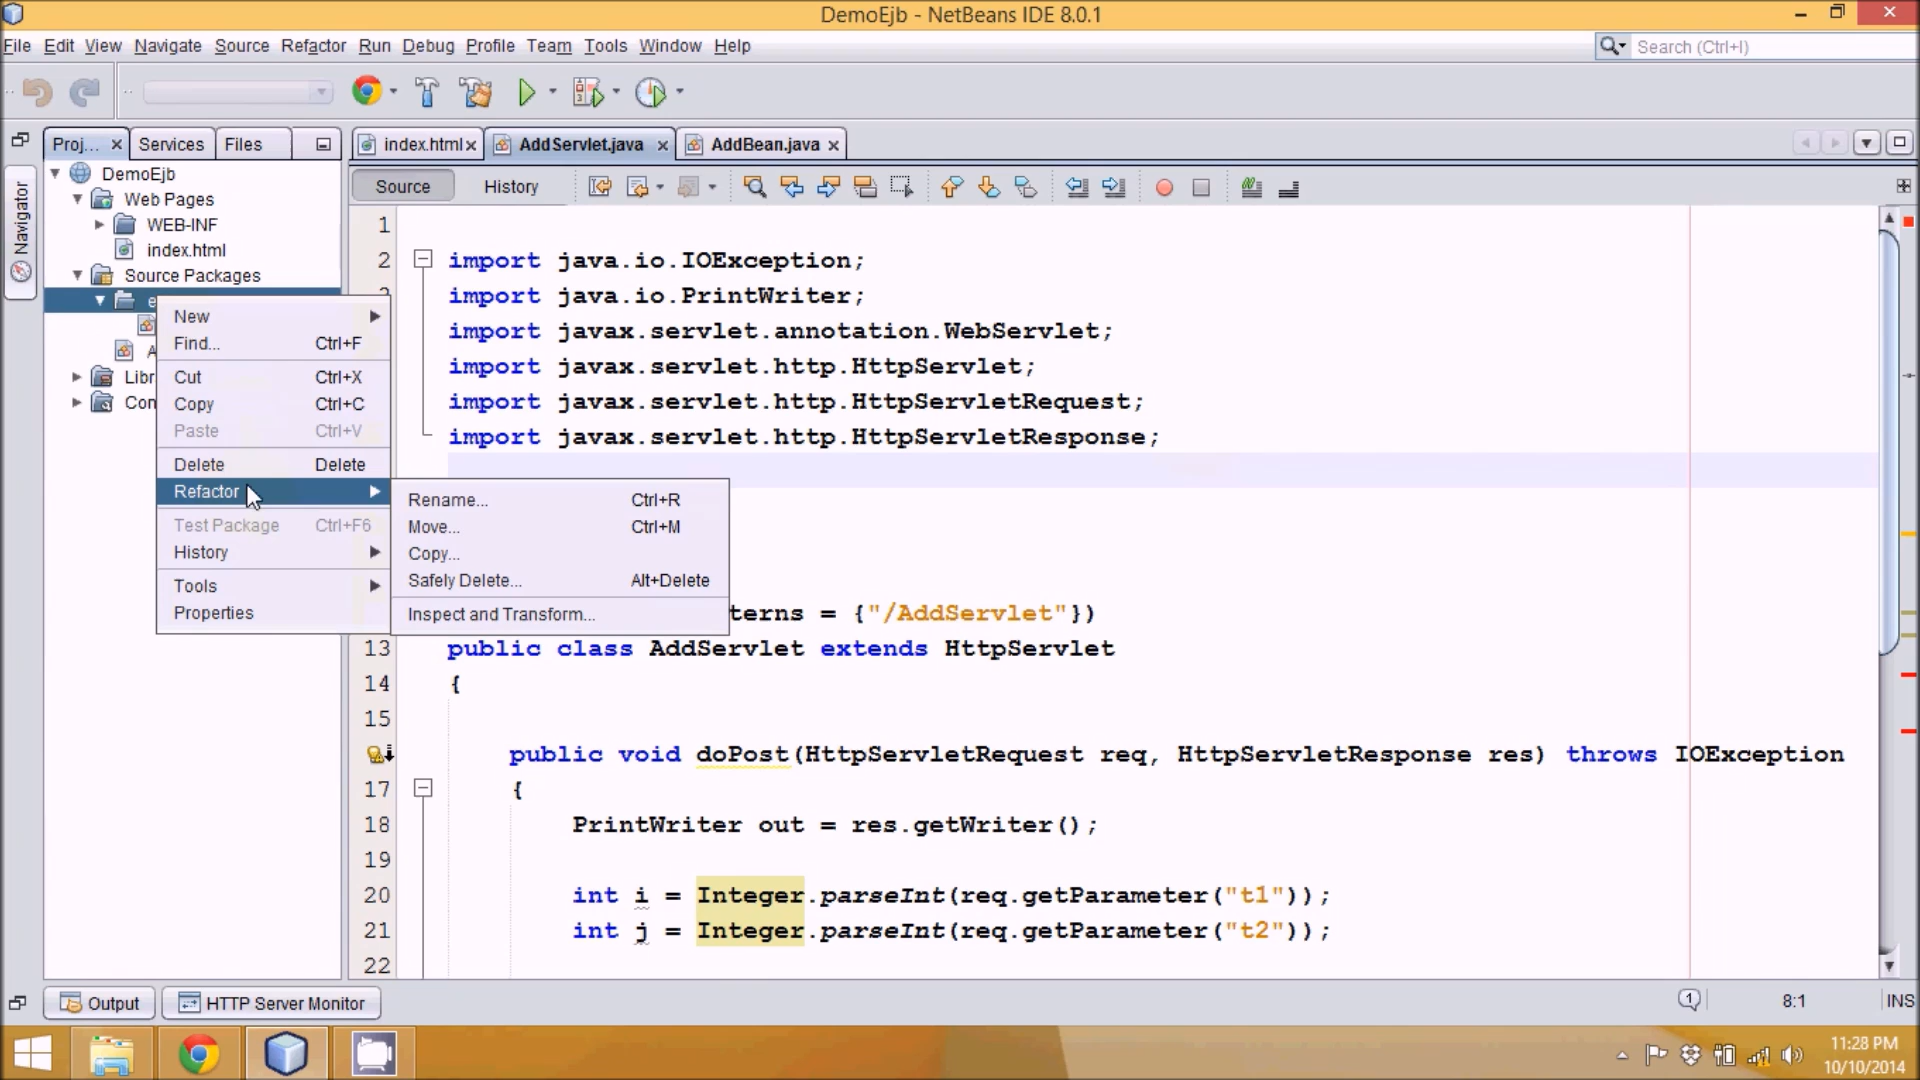 DemoEjb - NetBeans IDE 8.0.1
File Edit View Navigate Source Refactor Run Debug Profile Team Tools Window Help
Search (Ctrl+I)
Proj... Services Files
index.html AddServlet.java AddBean.java
Source History
Navigator
DemoEjb
Web Pages
WEB-INF
index.html
Source Packages
e
A
Libr
Con
New
Find... Ctrl+F
Cut Ctrl+X
Copy Ctrl+C
Paste Ctrl+V
Delete Delete
Refactor
Test Package Ctrl+F6
History
Tools
Properties
Rename... Ctrl+R
Move... Ctrl+M
Copy...
Safely Delete... Alt+Delete
Inspect and Transform...
1
2 import java.io.IOException;
import java.io.PrintWriter;
import javax.servlet.annotation.WebServlet;
import javax.servlet.http.HttpServlet;
import javax.servlet.http.HttpServletRequest;
import javax.servlet.http.HttpServletResponse;
terns = {"/AddServlet"})
13 public class AddServlet extends HttpServlet
14 {
15
public void doPost(HttpServletRequest req, HttpServletResponse res) throws IOException
17 {
18 PrintWriter out = res.getWriter();
19
20 int i = Integer.parseInt(req.getParameter("t1"));
21 int j = Integer.parseInt(req.getParameter("t2"));
22
Output HTTP Server Monitor
1 8:1 INS
11:28 PM
10/10/2014